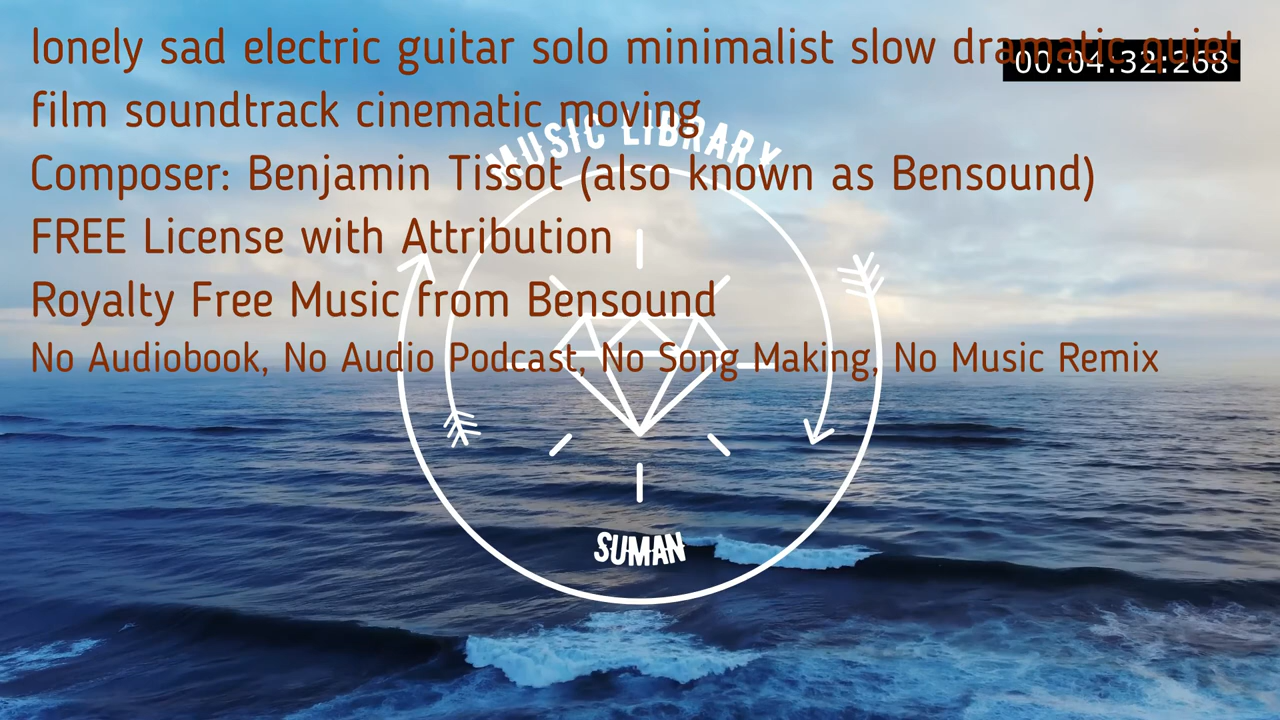 lonely sad electric guitar solo minimalist slow dramatic quiet
00:04:32:268
film soundtrack cinematic moving
MUSIC LIBRARY
Composer: Benjamin Tissot (also known as Bensound)
FREE License with Attribution
Royalty Free Music from Bensound
No Audiobook, No Audio Podcast, No Song Making, No Music Remix
SUMAN